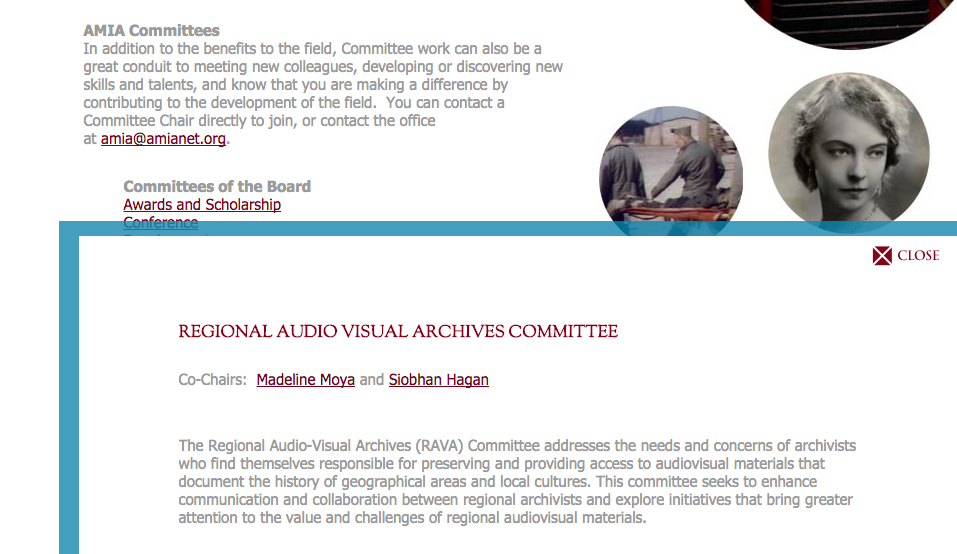 AMIA Committees
In addition to the benefits to the field, Committee work can also be a
great conduit to meeting new colleagues, developing or discovering new
skills and talents, and know that you are making a difference by
contributing to the development of the field.  You can contact a
Committee Chair directly to join, or contact the office
at amia@amianet.org.
Committees of the Board
Awards and Scholarship
Conference
CLOSE
REGIONAL AUDIO VISUAL ARCHIVES COMMITTEE
Co-Chairs:  Madeline Moya and Siobhan Hagan
The Regional Audio-Visual Archives (RAVA) Committee addresses the needs and concerns of archivists
who find themselves responsible for preserving and providing access to audiovisual materials that
document the history of geographical areas and local cultures. This committee seeks to enhance
communication and collaboration between regional archivists and explore initiatives that bring greater
attention to the value and challenges of regional audiovisual materials.